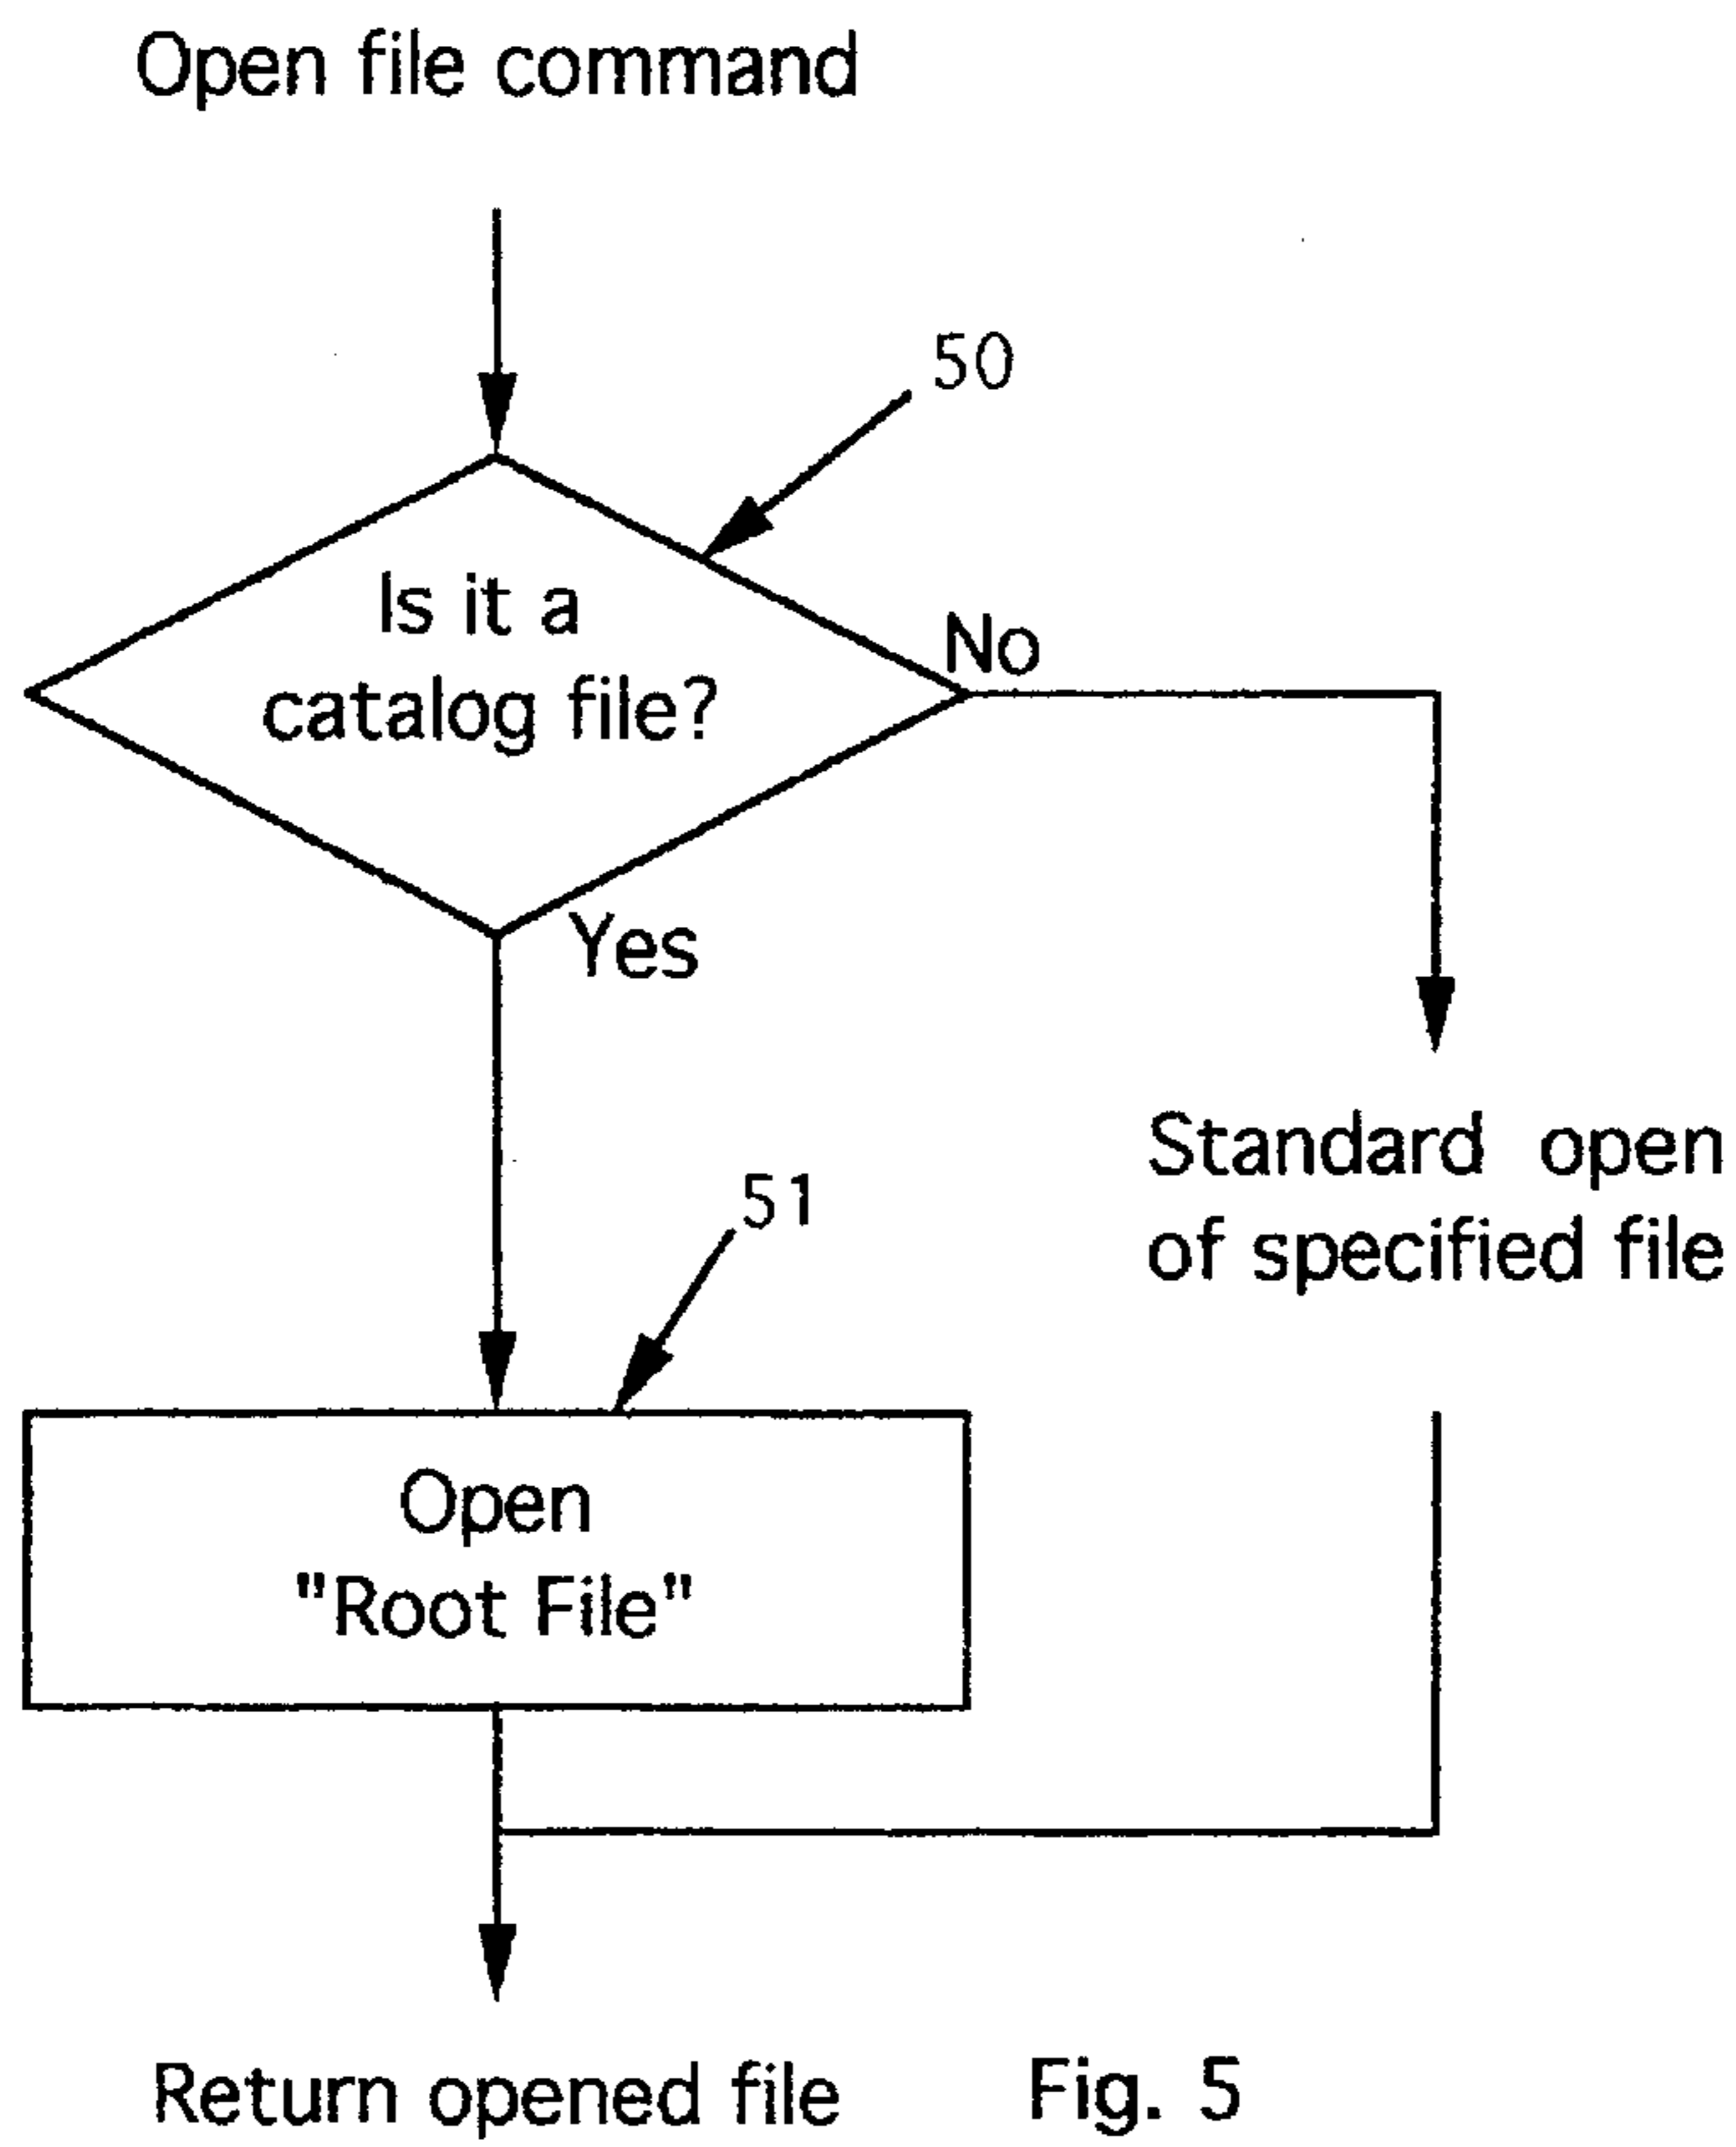 Open file command
50
Is it a
catalog file?
No
Yes
Standard open
of specified file
51
Open
"Root File"
Return opened file
Fig. 5